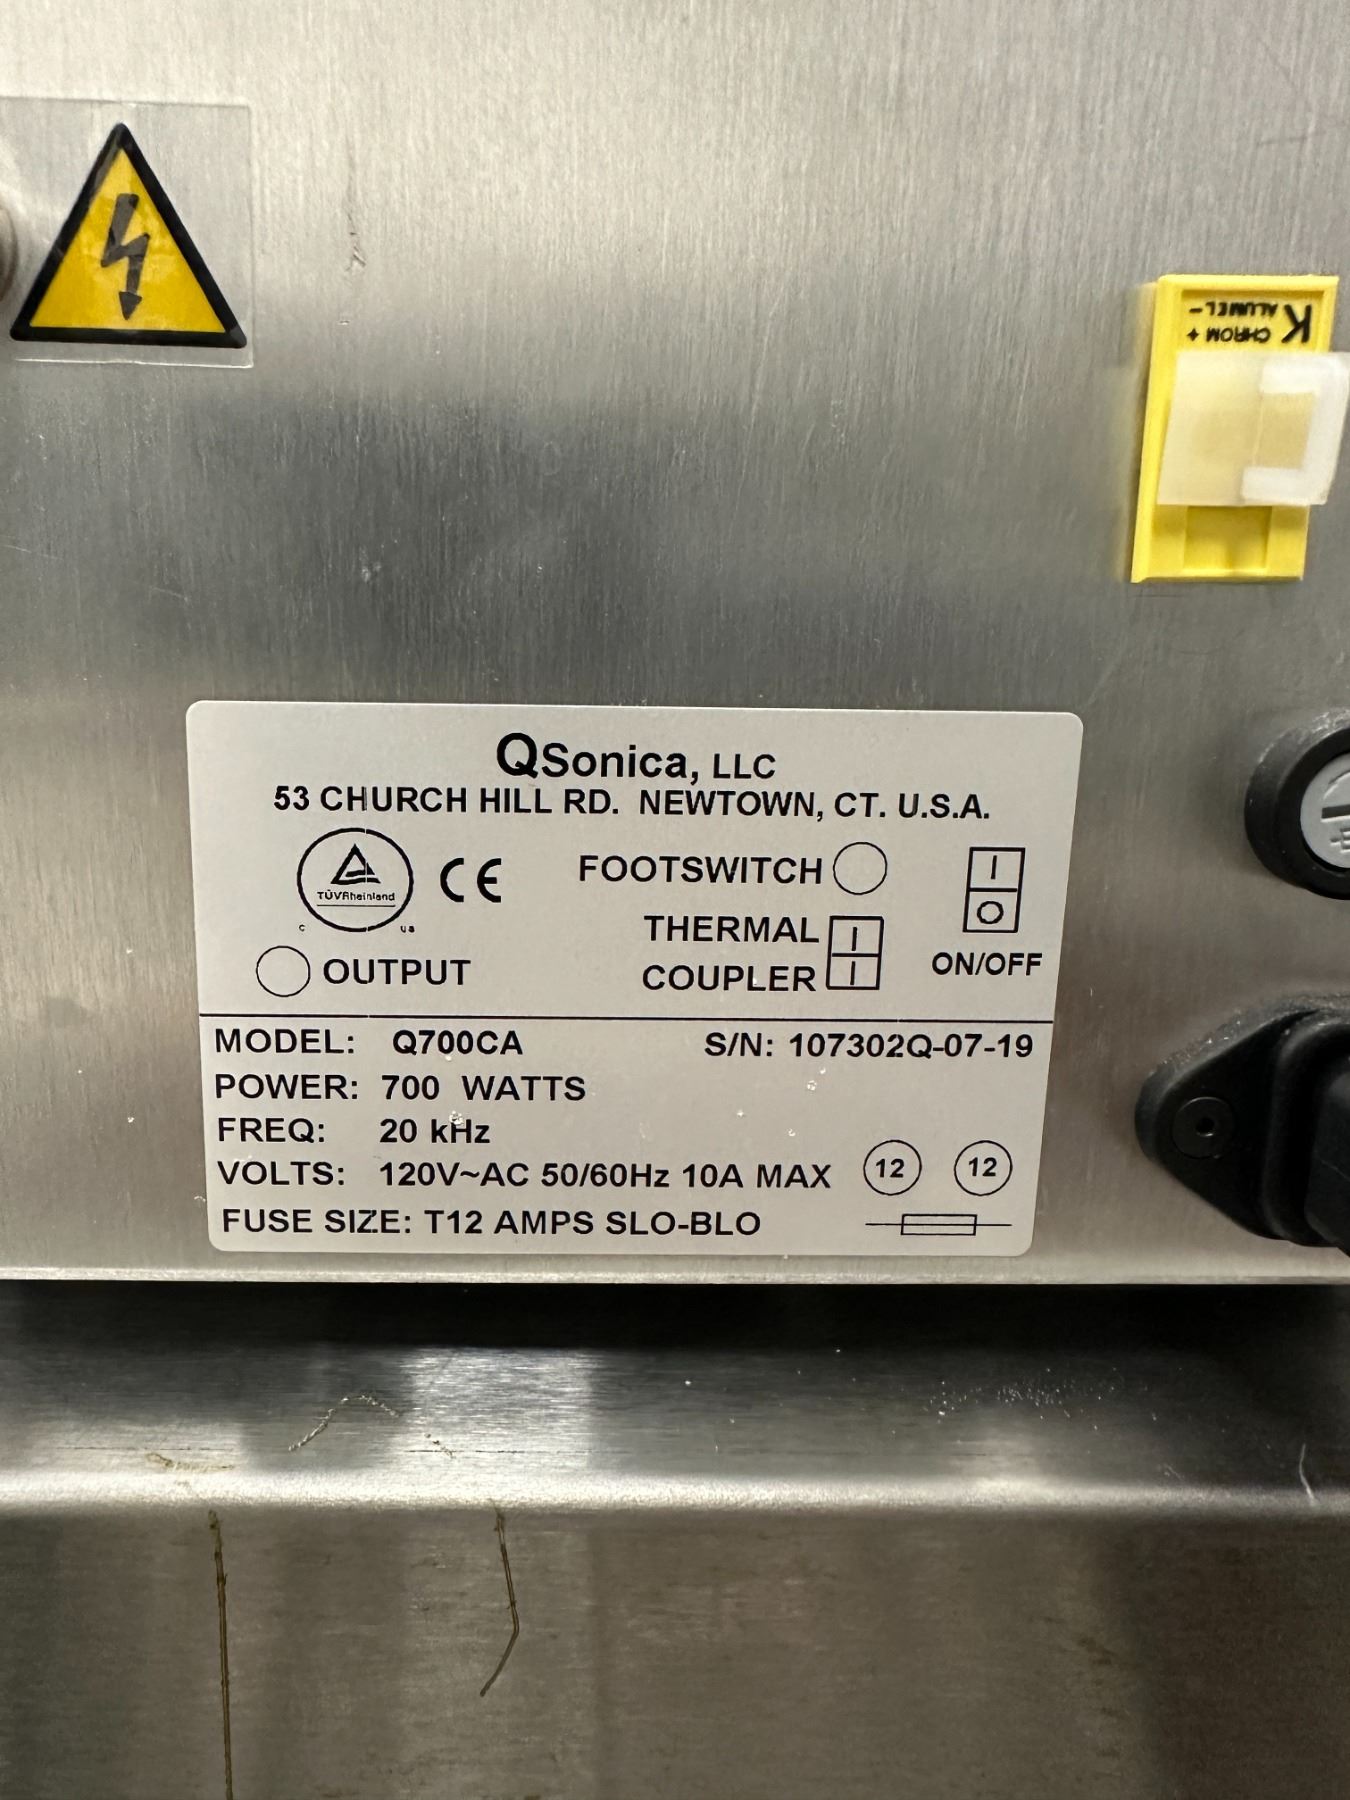 K ALUMEL-
CHROM +
QSonica, LLC
53 CHURCH HILL RD. NEWTOWN, CT. U.S.A.
TÜVRheinland
C US
CE
FOOTSWITCH
I
O
ON/OFF
THERMAL
COUPLER
OUTPUT
MODEL: Q700CA S/N: 107302Q-07-19
POWER: 700 WATTS
FREQ: 20 kHz
VOLTS: 120V~AC 50/60Hz 10A MAX 12 12
FUSE SIZE: T12 AMPS SLO-BLO